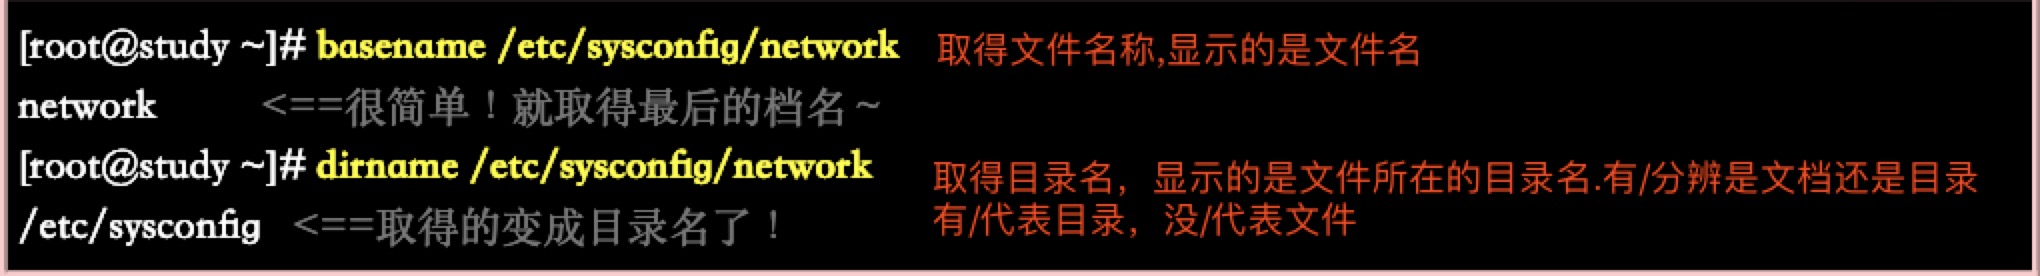 [root@study ~]# basename /etc/sysconfig/network 取得文件名称,显示的是文件名
network <==很简单！就取得最后的档名~
[root@study ~]# dirname /etc/sysconfig/network 取得目录名，显示的是文件所在的目录名.有/分辨是文档还是目录
有/代表目录，没/代表文件
/etc/sysconfig <==取得的变成目录名了！